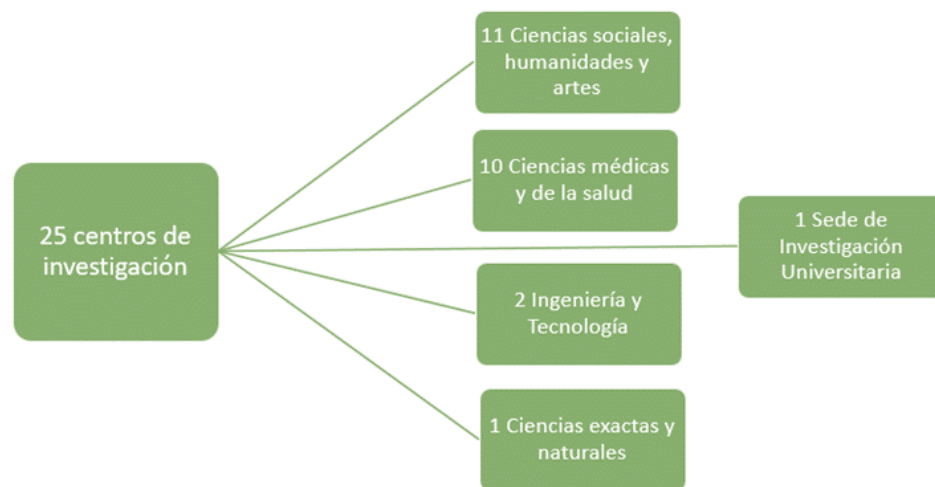 25 centros de
investigación
11 Ciencias sociales,
humanidades y
artes
10 Ciencias médicas
y de la salud
1 Sede de
Investigación
Universitaria
2 Ingeniería y
Tecnología
1 Ciencias exactas y
naturales